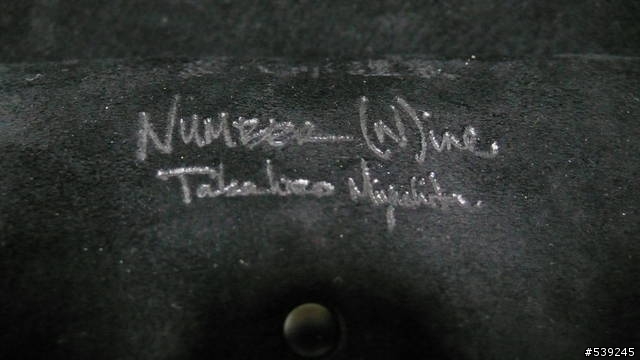 Number (N)ine
Takahiro Miyashita.
#539245